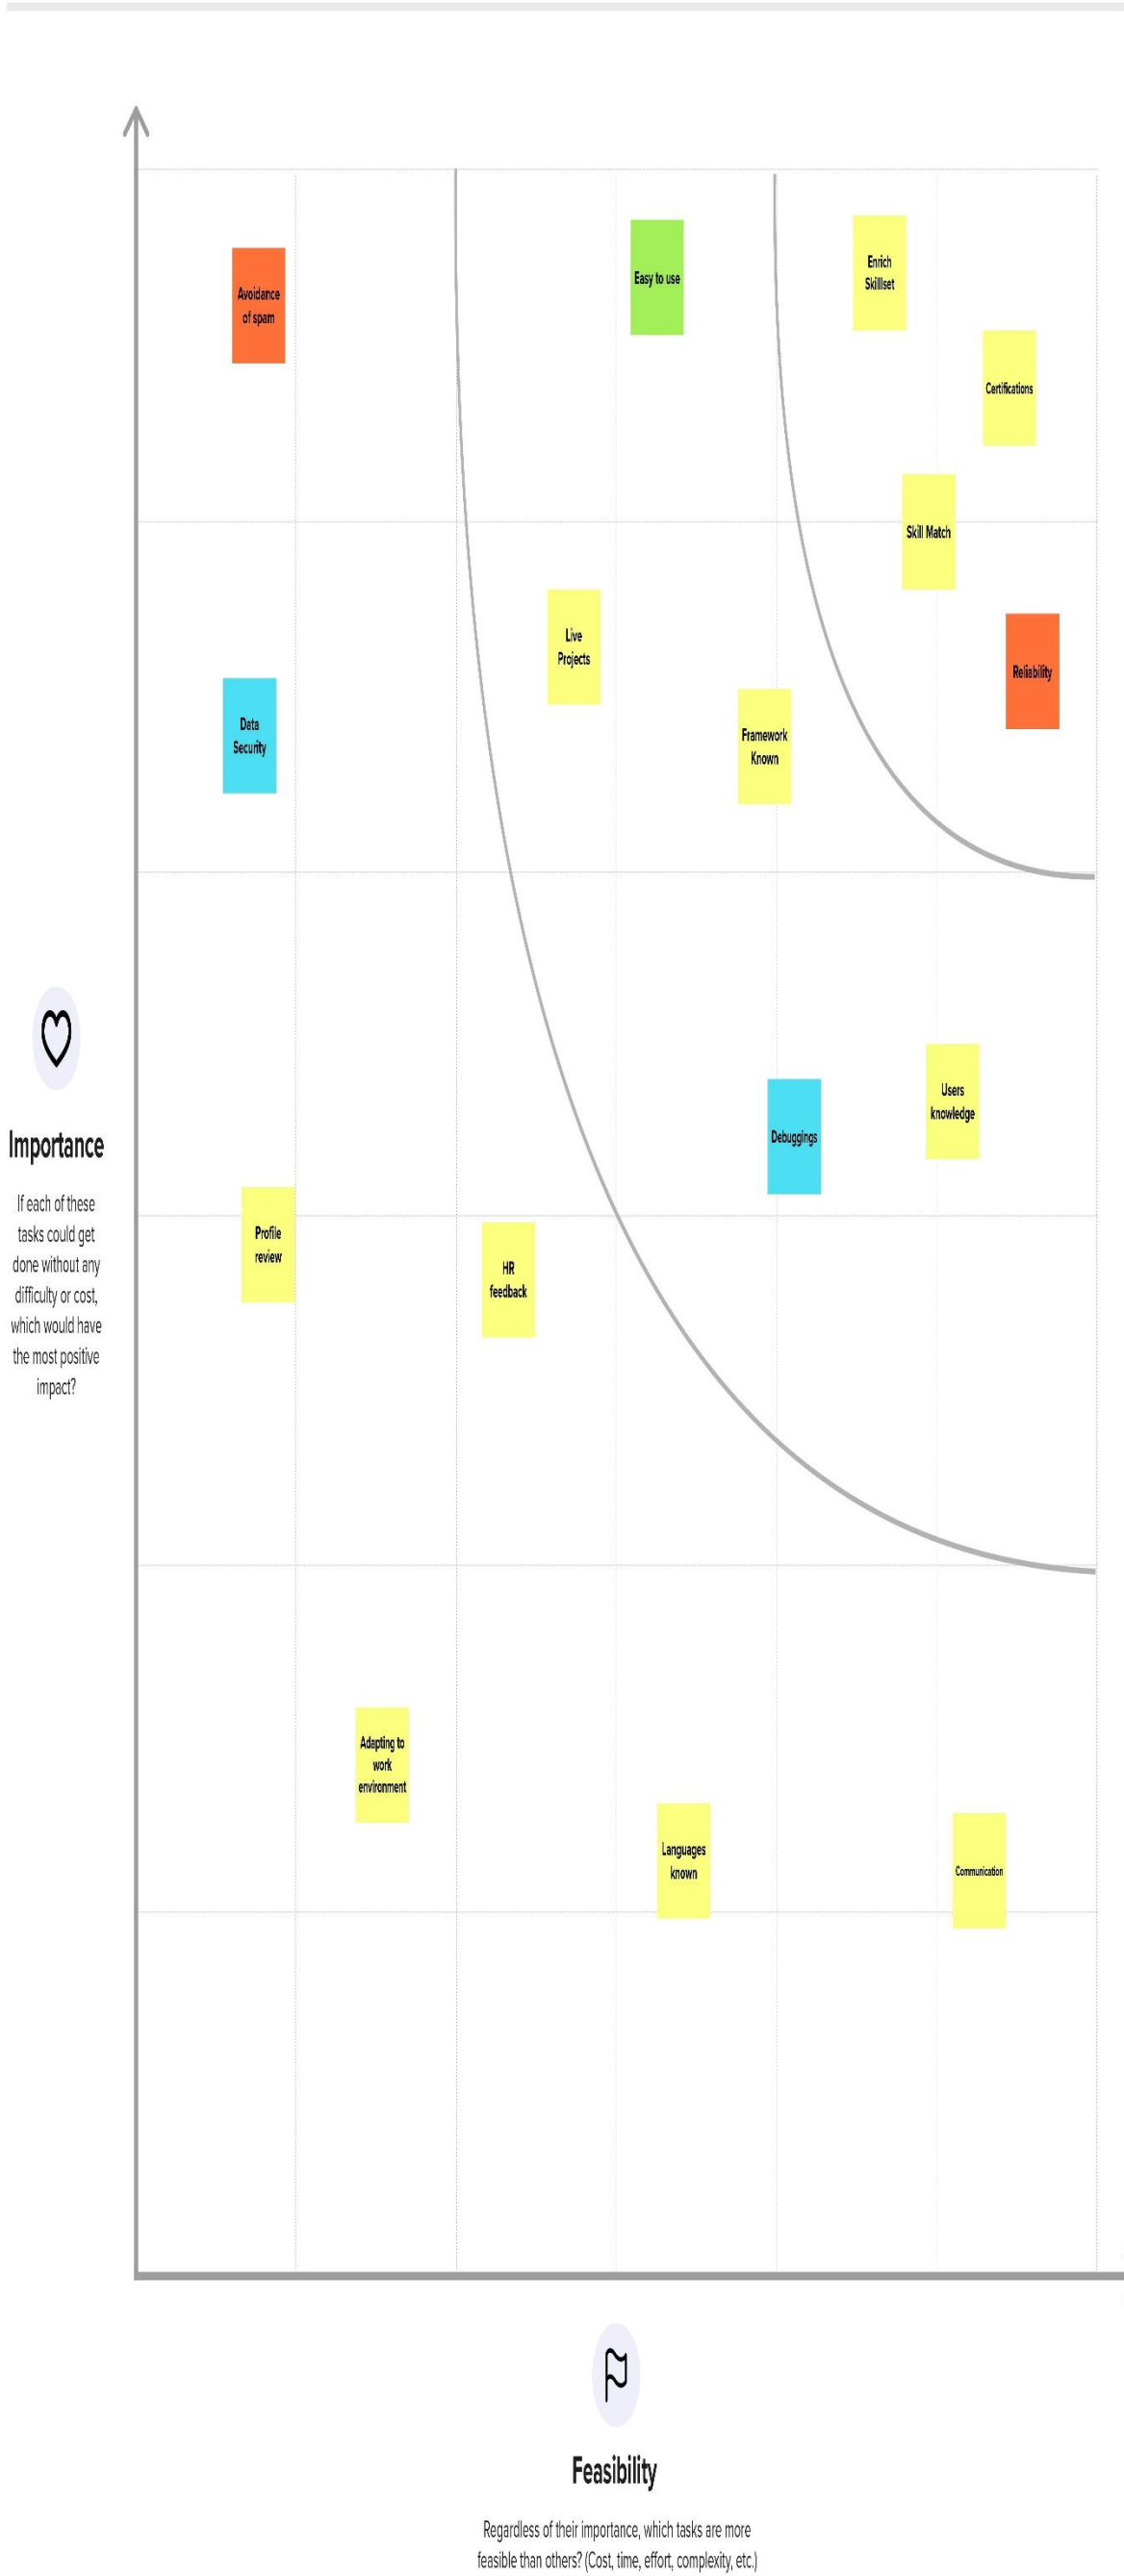 Enrich
Skillset
Easy to use
Avoidance
of spam
Certifications
Skill Match
Live
Projects
Reliability
Data
Security
Framework
Known
Users
knowledge
Debuggings
Importance
If each of these
tasks could get
done without any
difficulty or cost,
which would have
the most positive
impact?
Profile
review
HR
feedback
Adapting to
work
environment
Languages
known
Communication
Feasibility
Regardless of their importance, which tasks are more
feasible than others? (Cost, time, effort, complexity, etc.)